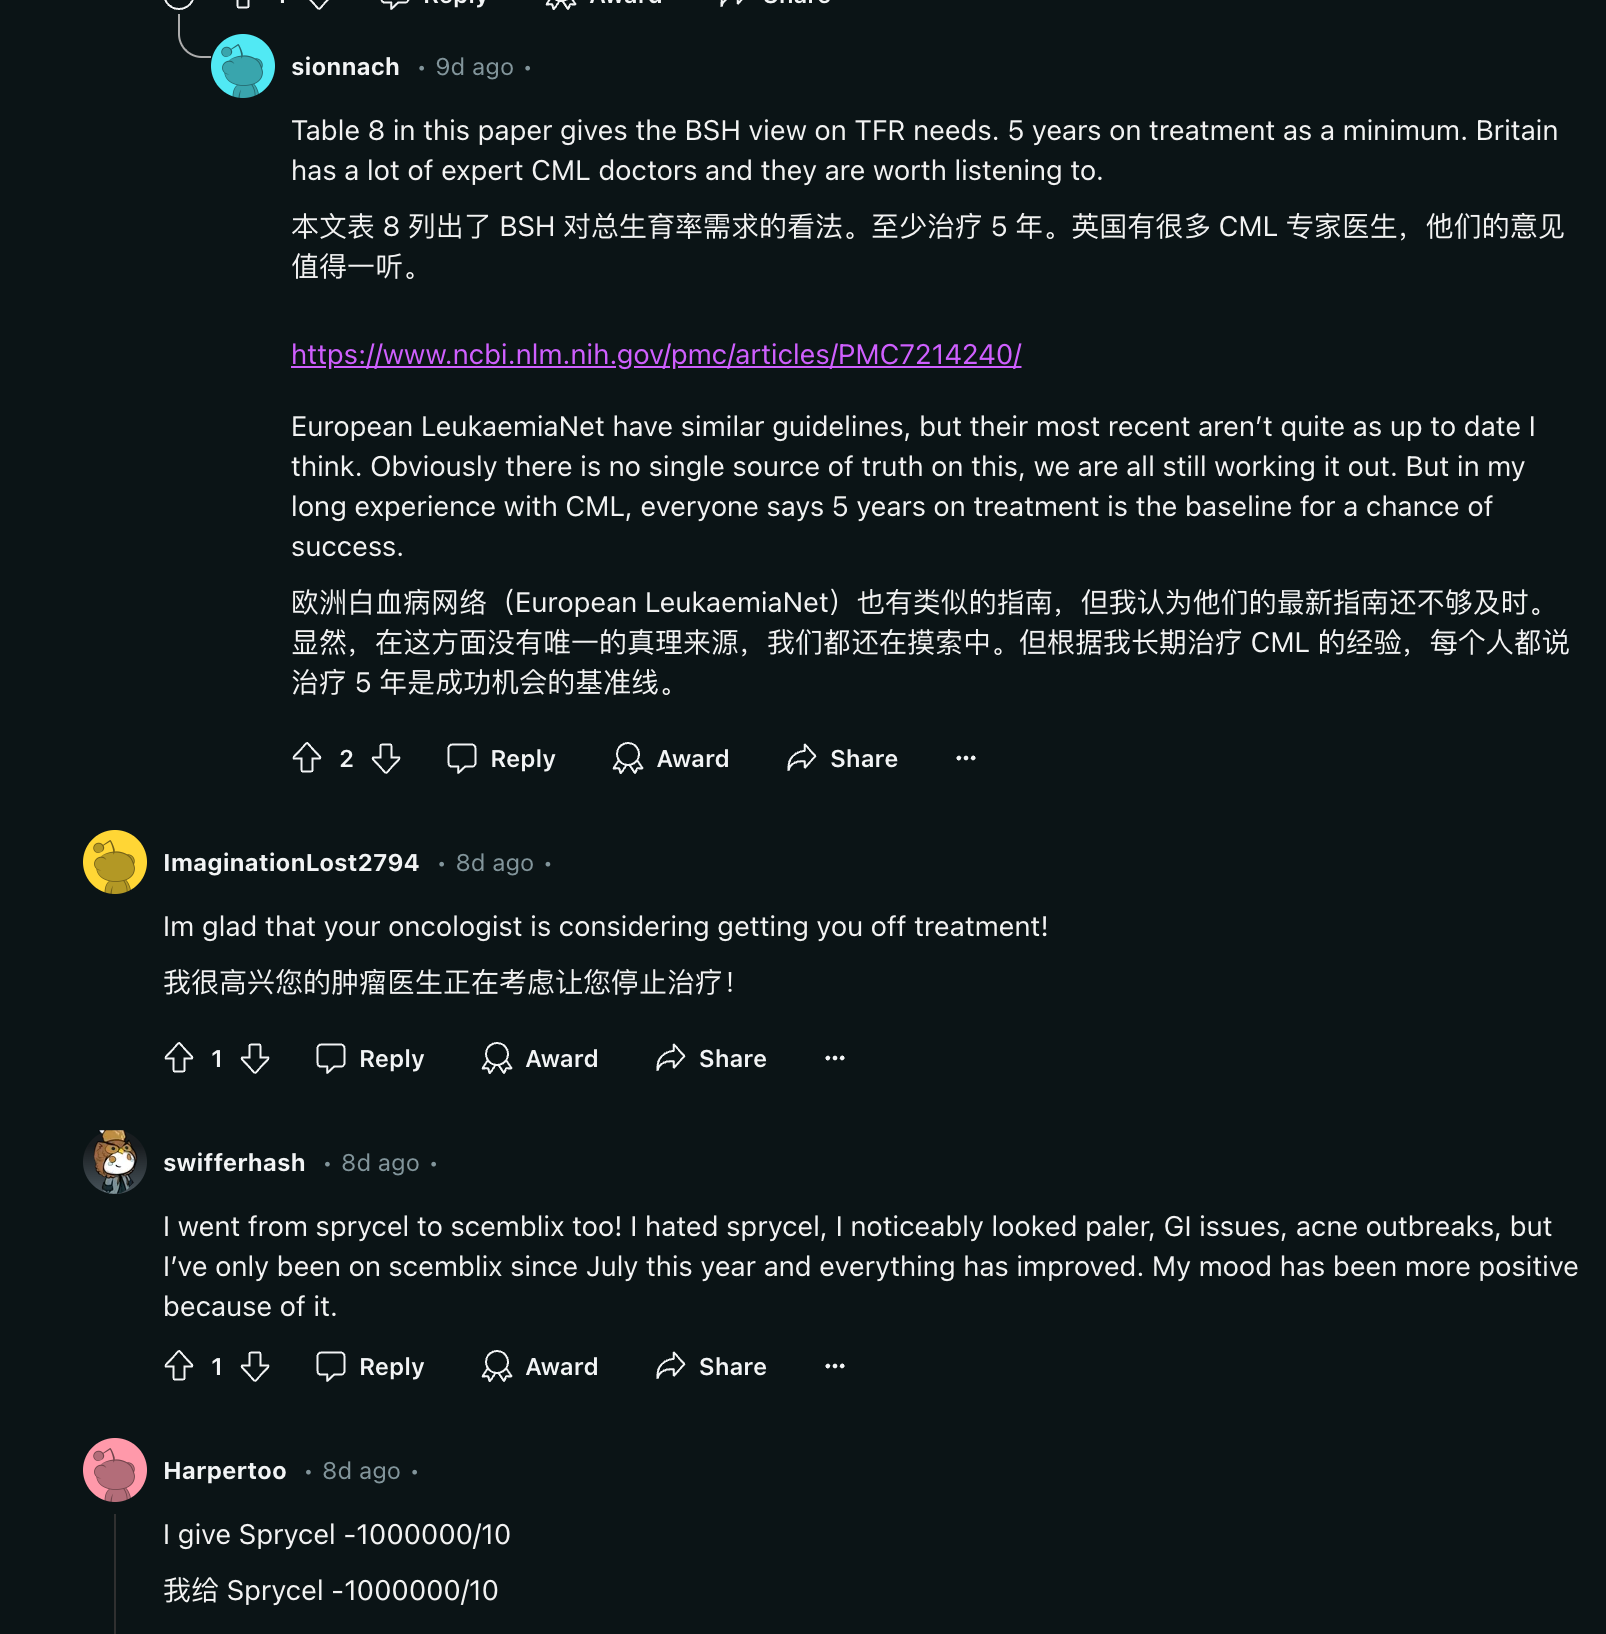 sionnach • 9d ago •
Table 8 in this paper gives the BSH view on TFR needs. 5 years on treatment as a minimum. Britain
has a lot of expert CML doctors and they are worth listening to.
本文表 8 列出了 BSH 对总生育率需求的看法。至少治疗 5 年。英国有很多 CML 专家医生，他们的意见
值得一听。
https://www.ncbi.nlm.nih.gov/pmc/articles/PMC7214240/
European LeukaemiaNet have similar guidelines, but their most recent aren’t quite as up to date I
think. Obviously there is no single source of truth on this, we are all still working it out. But in my
long experience with CML, everyone says 5 years on treatment is the baseline for a chance of
success.
欧洲白血病网络（European LeukaemiaNet）也有类似的指南，但我认为他们的最新指南还不够及时。
显然，在这方面没有唯一的真理来源，我们都还在摸索中。但根据我长期治疗 CML 的经验，每个人都说
治疗 5 年是成功机会的基准线。
2 Reply Award Share ...
ImaginationLost2794 • 8d ago •
Im glad that your oncologist is considering getting you off treatment!
我很高兴您的肿瘤医生正在考虑让您停止治疗！
1 Reply Award Share ...
swifferhash • 8d ago •
I went from sprycel to scemblix too! I hated sprycel, I noticeably looked paler, GI issues, acne outbreaks, but
I’ve only been on scemblix since July this year and everything has improved. My mood has been more positive
because of it.
1 Reply Award Share ...
Harpertoo • 8d ago •
I give Sprycel -1000000/10
我给 Sprycel -1000000/10